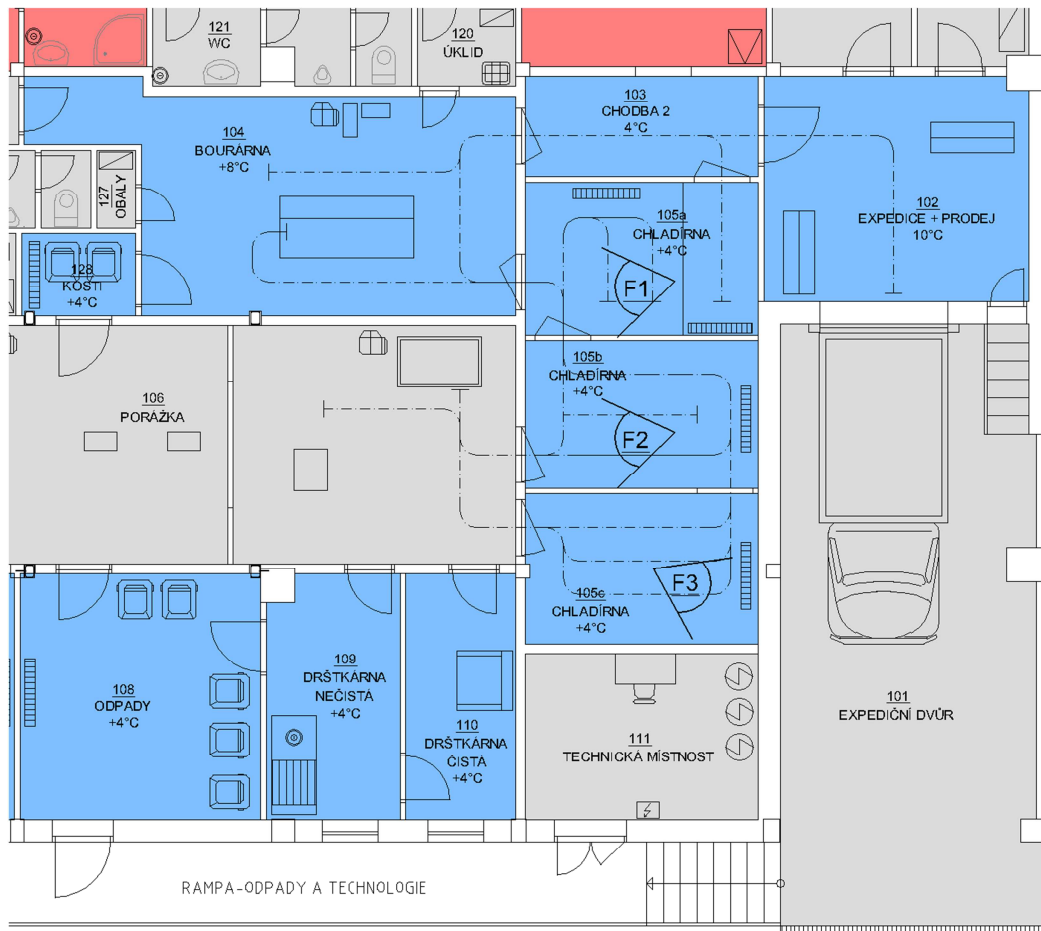 121
WC
120
ÚKLID
103
CHODBA 2
4°C
104
BOURÁRNA
+8°C
127
OBALY
102
EXPEDICE + PRODEJ
10°C
105a
CHLADÍRNA
+4°C
128
KOSTI
+4°C
F1
105b
CHLADÍRNA
+4°C
106
PORÁŽKA
F2
F3
105c
CHLADÍRNA
+4°C
108
ODPADY
+4°C
109
DRŠTKÁRNA
NEČISTÁ
+4°C
110
DRŠTKÁRNA
ČISTÁ
+4°C
111
TECHNICKÁ MÍSTNOST
101
EXPEDIČNÍ DVŮR
RAMPA-ODPADY A TECHNOLOGIE